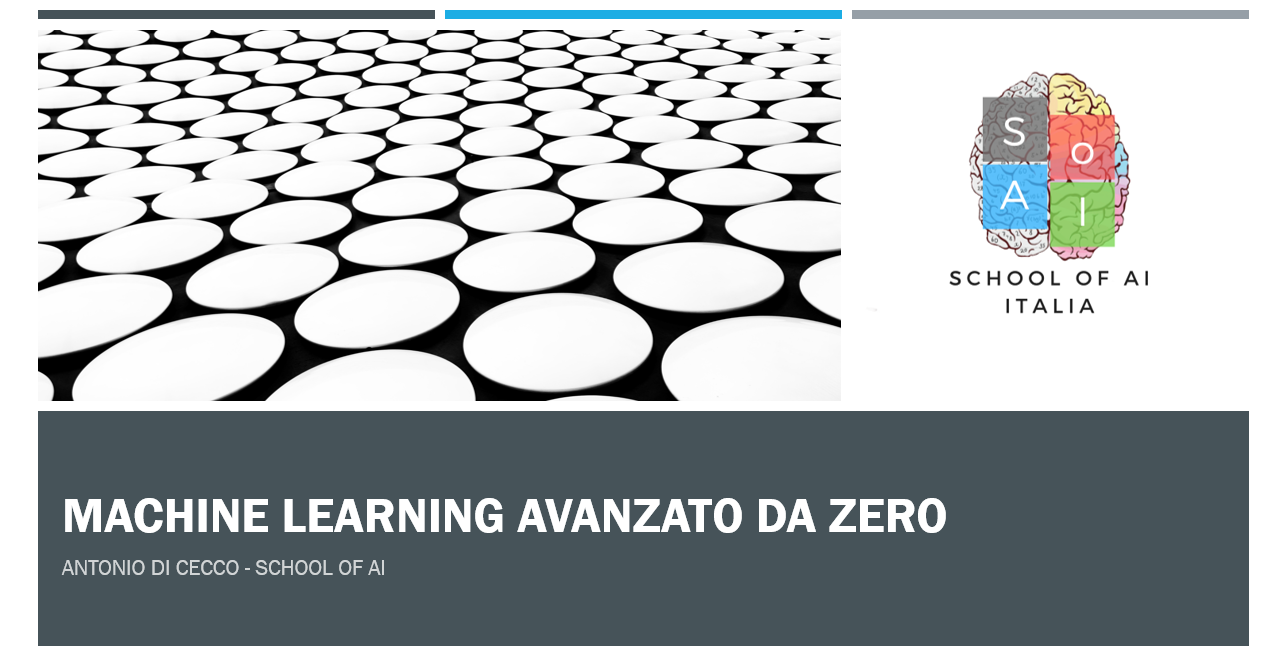 S
o
A
I
SCHOOL OF AI
ITALIA
MACHINE LEARNING AVANZATO DA ZERO
ANTONIO DI CECCO - SCHOOL OF AI